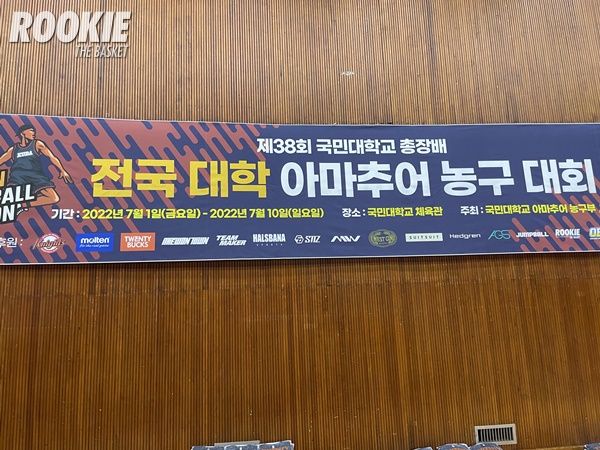 ROOKIE
THE BASKET
제38회 국민대학교 총장배
전국 대학 아마추어 농구 대회
기간 : 2022년 7월 1일(금요일) - 2022년 7월 10일(일요일) 장소 : 국민대학교 체육관 주최 : 국민대학교 아마추어 농구부
후원 : molten TWENTY BUCKS TEAM MAKER HALSBANA STIZ SUITSUIT Hedgren JUMPBALL ROOKIE